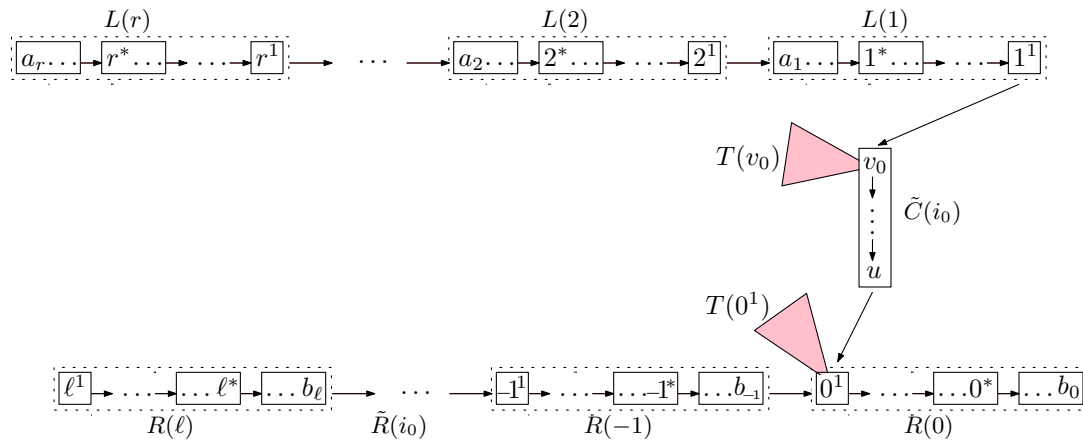 L(r) L(2) L(1)
a_r... r^*... ... r^1 ... a_2... 2^*... ... 2^1 a_1... 1^*... ... 1^1
T(v_0) v_0
⋮ C̃(i_0)
u
T(0^1)
ℓ^1 ... ...ℓ^* ...b_ℓ ... -1^1 ... ...-1^* ...b_{-1} 0^1 ... ...0^* ...b_0
R(ℓ) R̃(i_0) R(-1) R(0)